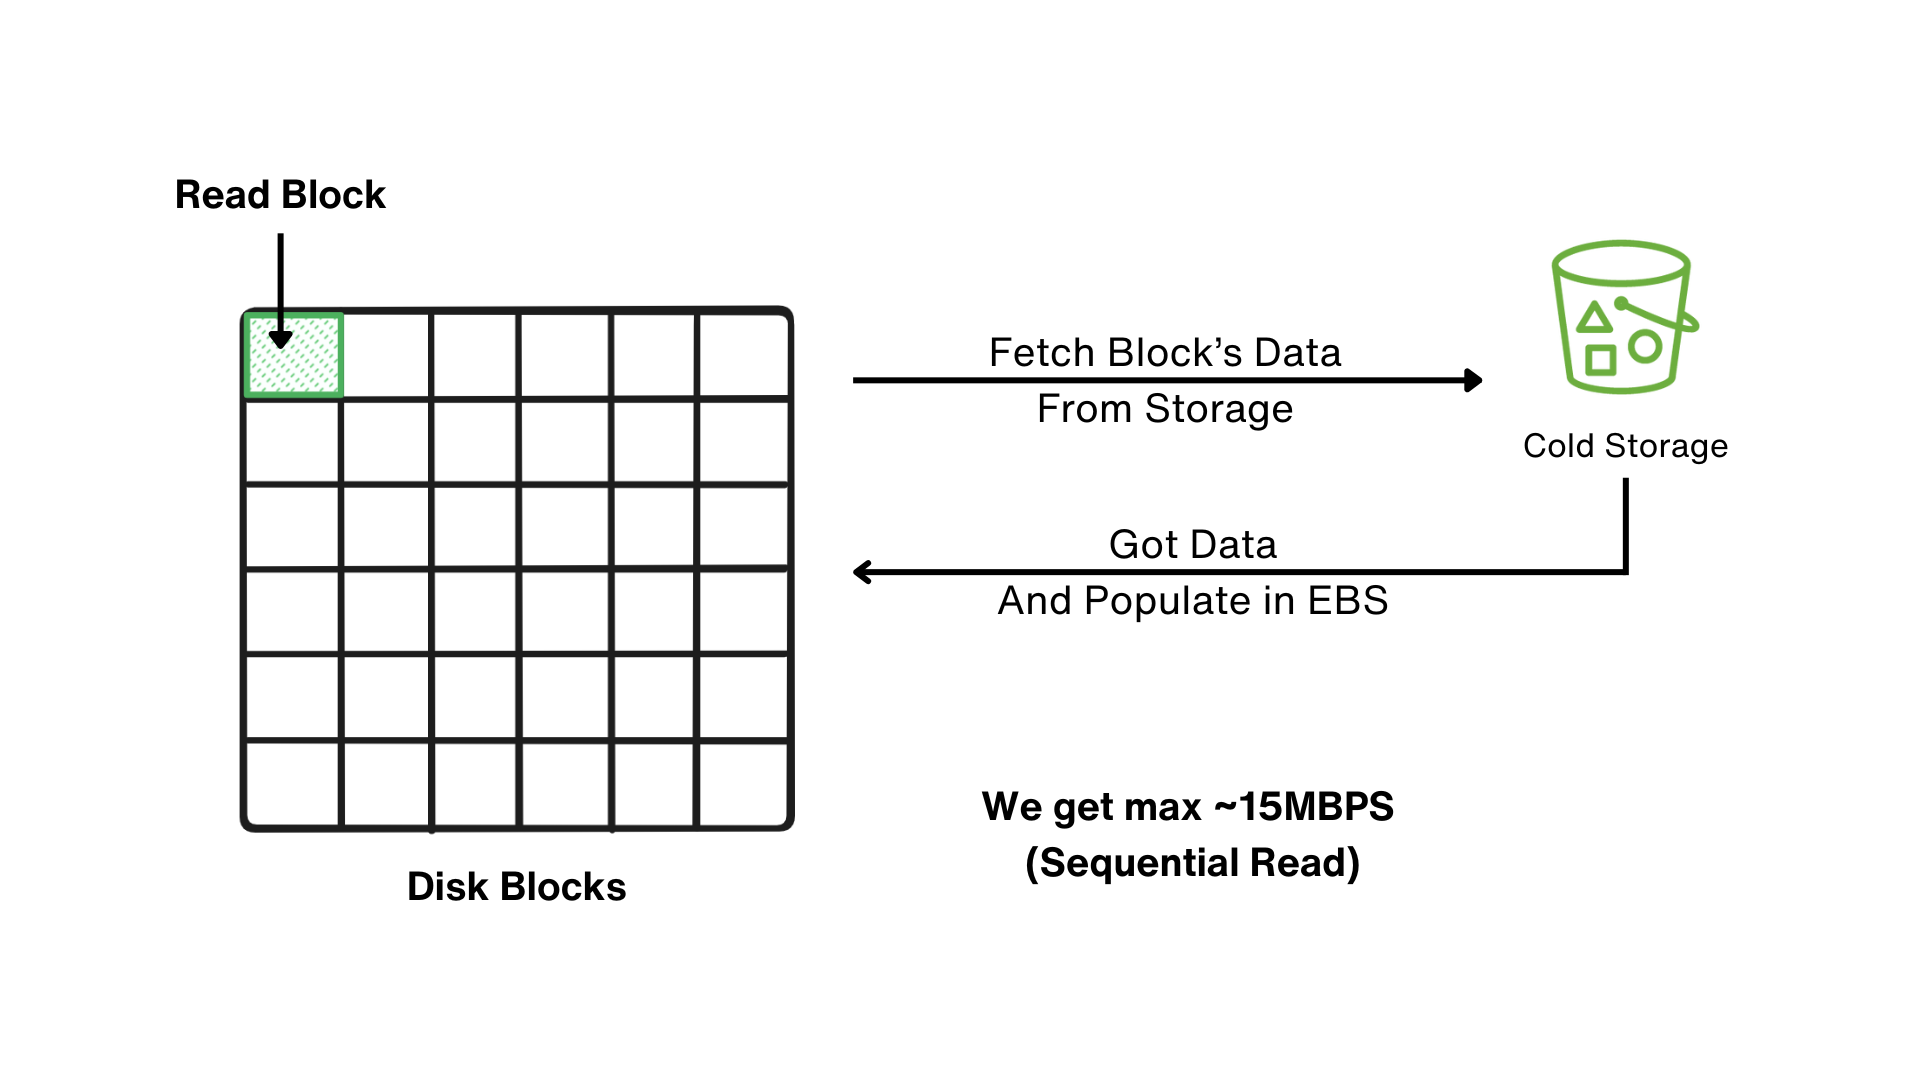 Read Block
Fetch Block’s Data
From Storage
Cold Storage
Got Data
And Populate in EBS
We get max ~15MBPS
(Sequential Read)
Disk Blocks